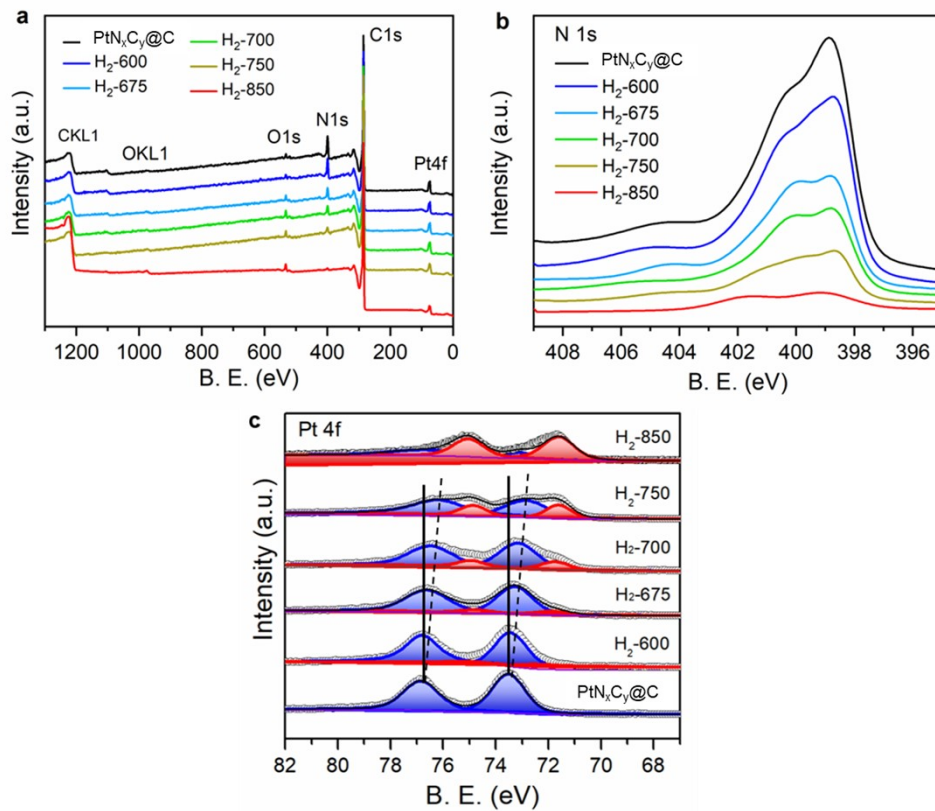 a
PtNₓCᵧ@C
H₂-600
H₂-675
H₂-700
H₂-750
H₂-850
C1s
CKL1
OKL1
O1s
N1s
Pt4f
Intensity (a.u.)
1200 1000 800 600 400 200 0
B. E. (eV)
b
N 1s
PtNₓCᵧ@C
H₂-600
H₂-675
H₂-700
H₂-750
H₂-850
Intensity (a.u.)
408 406 404 402 400 398 396
B. E. (eV)
c
Pt 4f
H₂-850
H₂-750
H₂-700
H₂-675
H₂-600
PtNₓCᵧ@C
Intensity (a.u.)
82 80 78 76 74 72 70 68
B. E. (eV)